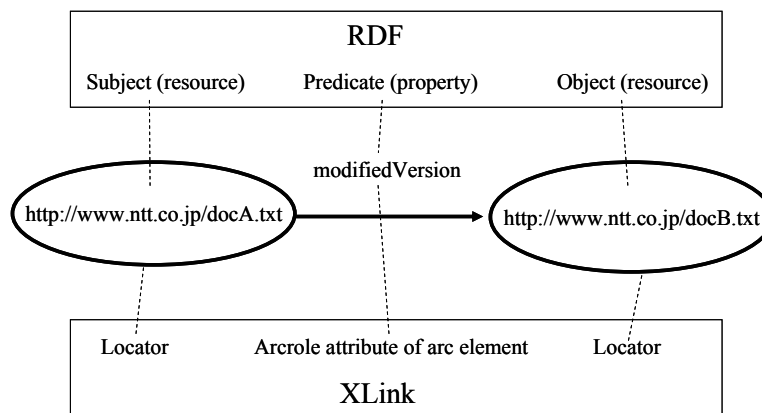 RDF
Subject (resource) Predicate (property) Object (resource)
modifiedVersion
http://www.ntt.co.jp/docA.txt http://www.ntt.co.jp/docB.txt
Locator Arcrole attribute of arc element Locator
XLink